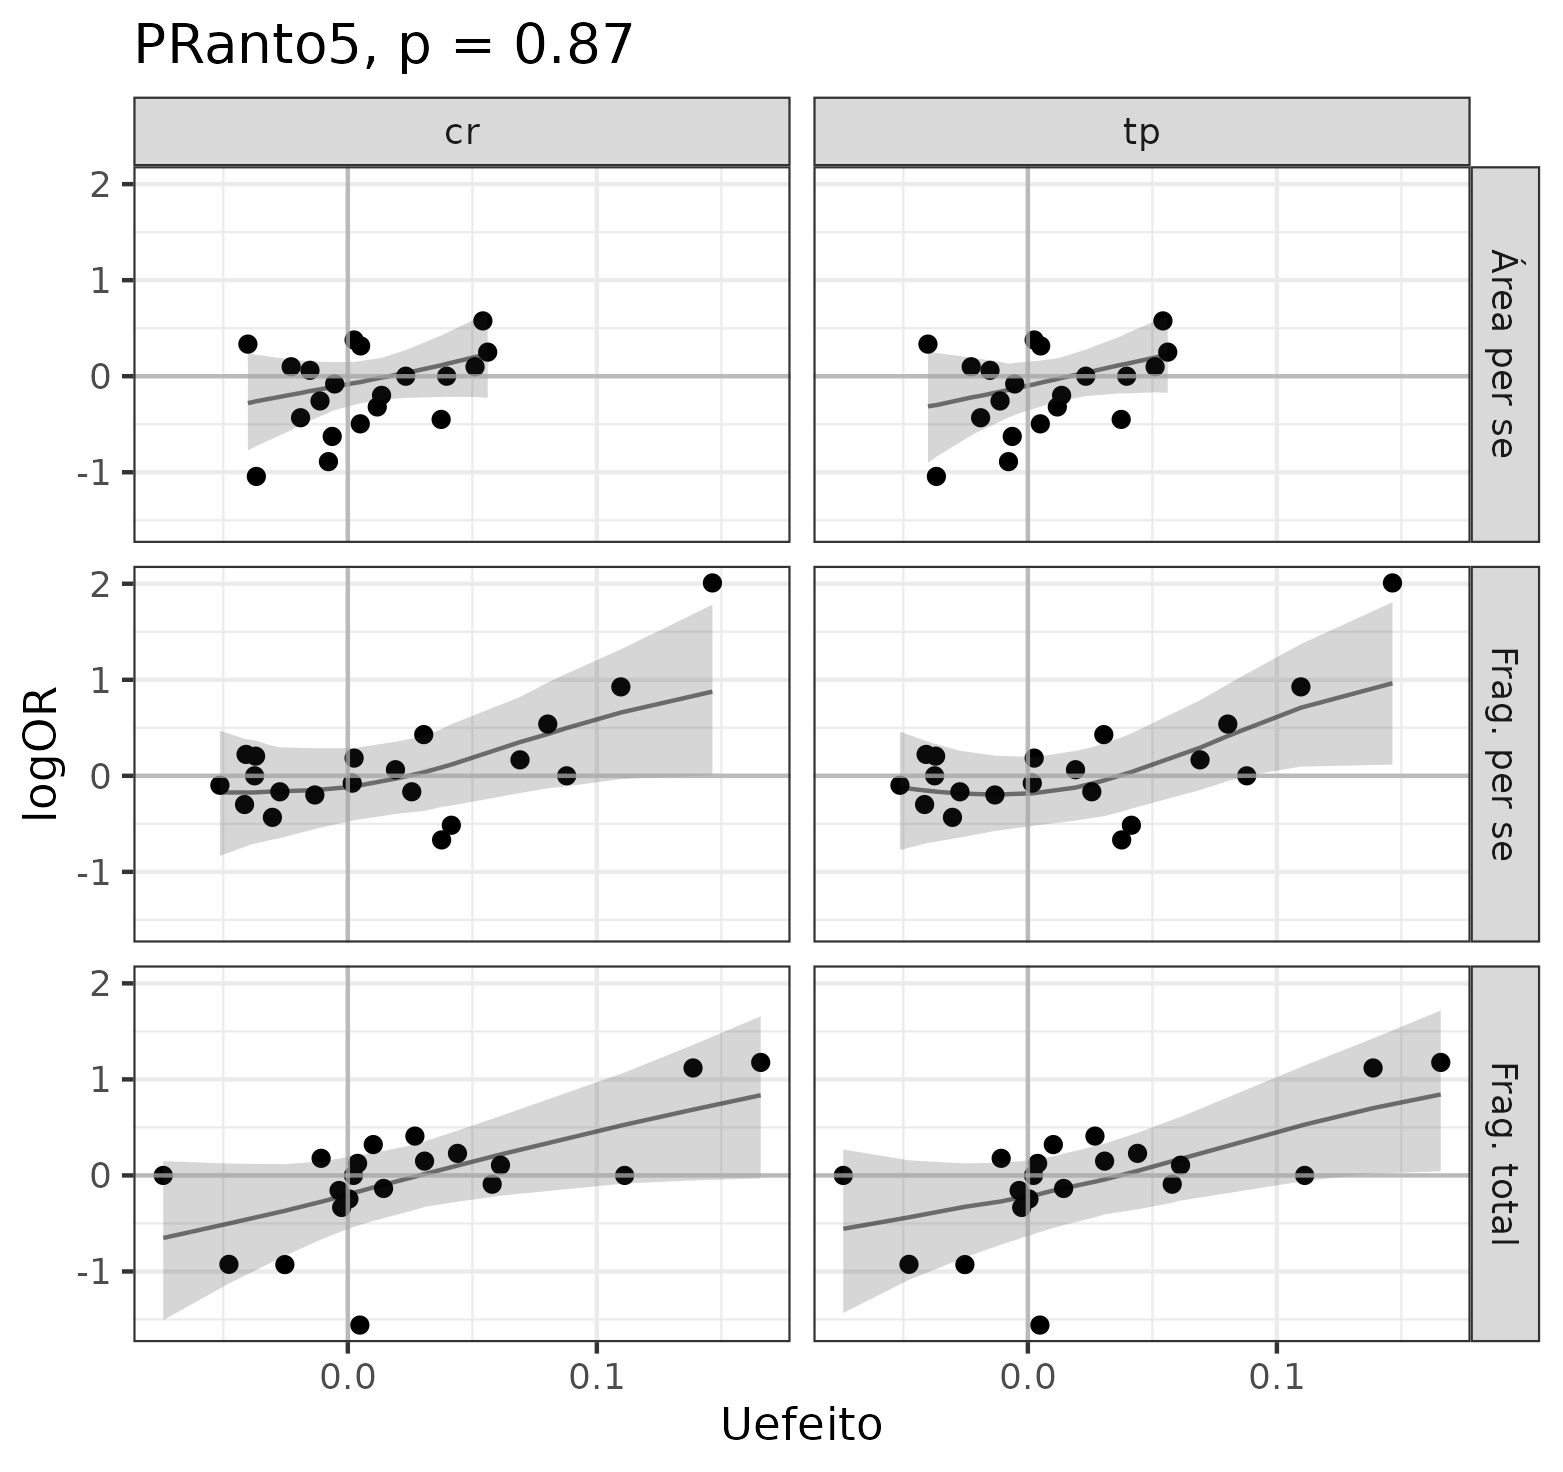 PRanto5, p = 0.87
cr
tp
2
1
0
-1
Área per se
2
1
0
-1
Frag. per se
logOR
2
1
0
-1
Frag. total
0.0
0.1
0.0
0.1
Uefeito